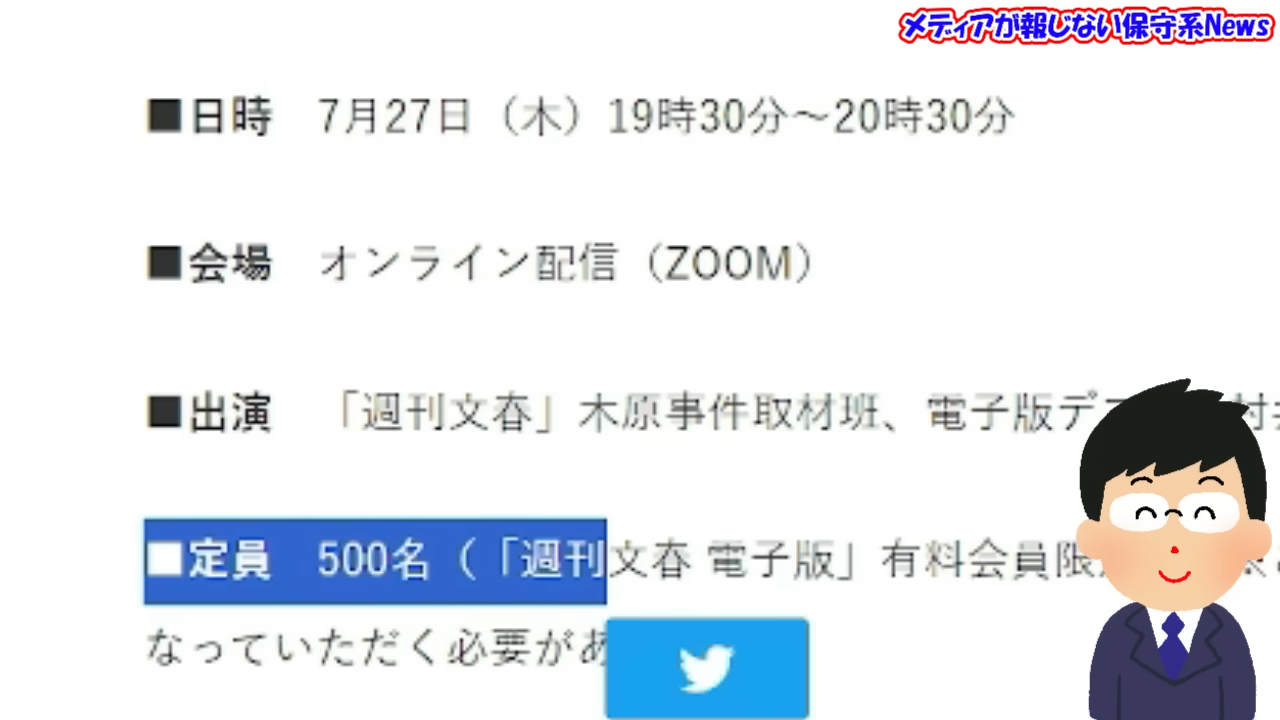 メディアが報じない保守系News
■日時 7月27日（木）19時30分～20時30分
■会場 オンライン配信（ZOOM）
■出演 「週刊文春」木原事件取材班、電子版デ
■定員 500名（「週刊文春 電子版」有料会員限
なっていただく必要があ